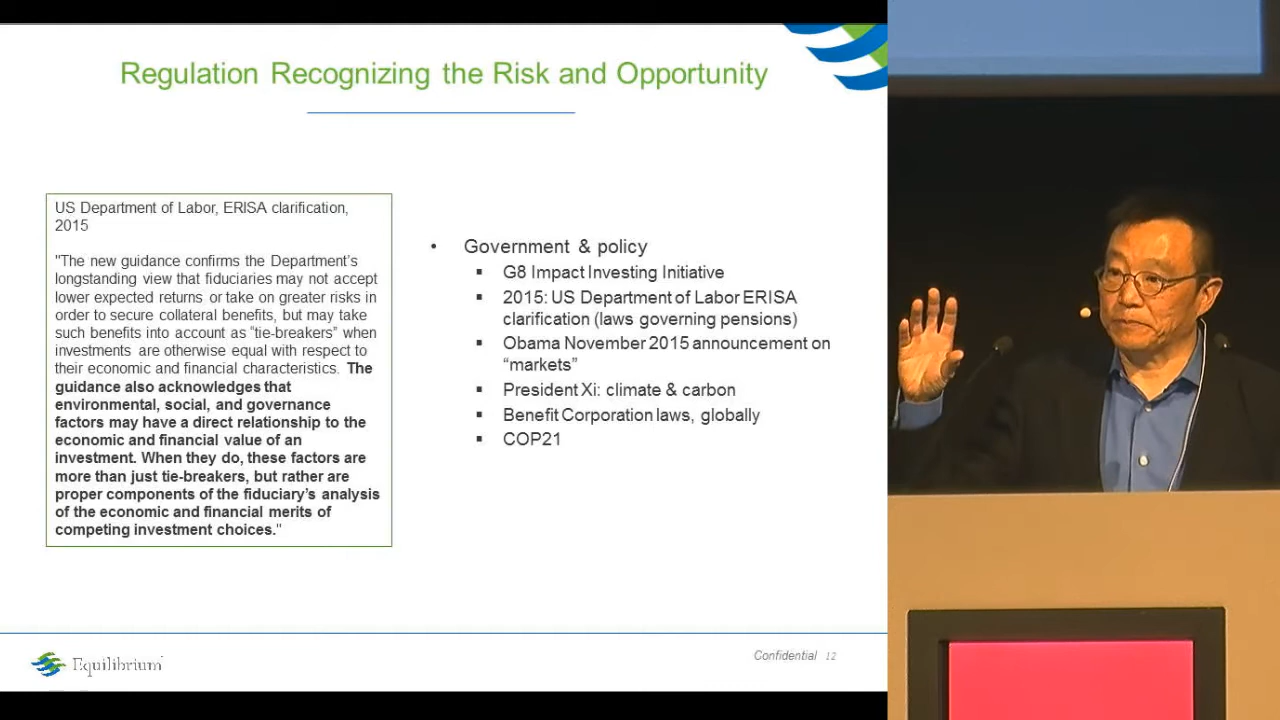 Regulation Recognizing the Risk and Opportunity
US Department of Labor, ERISA clarification,
2015
"The new guidance confirms the Department's
longstanding view that fiduciaries may not accept
lower expected returns or take on greater risks in
order to secure collateral benefits, but may take
such benefits into account as “tie-breakers” when
investments are otherwise equal with respect to
their economic and financial characteristics. The
guidance also acknowledges that
environmental, social, and governance
factors may have a direct relationship to the
economic and financial value of an
investment. When they do, these factors are
more than just tie-breakers, but rather are
proper components of the fiduciary's analysis
of the economic and financial merits of
competing investment choices."
• Government & policy
▪ G8 Impact Investing Initiative
▪ 2015: US Department of Labor ERISA
clarification (laws governing pensions)
▪ Obama November 2015 announcement on
“markets”
▪ President Xi: climate & carbon
▪ Benefit Corporation laws, globally
▪ COP21
Equilibrium
Confidential 12